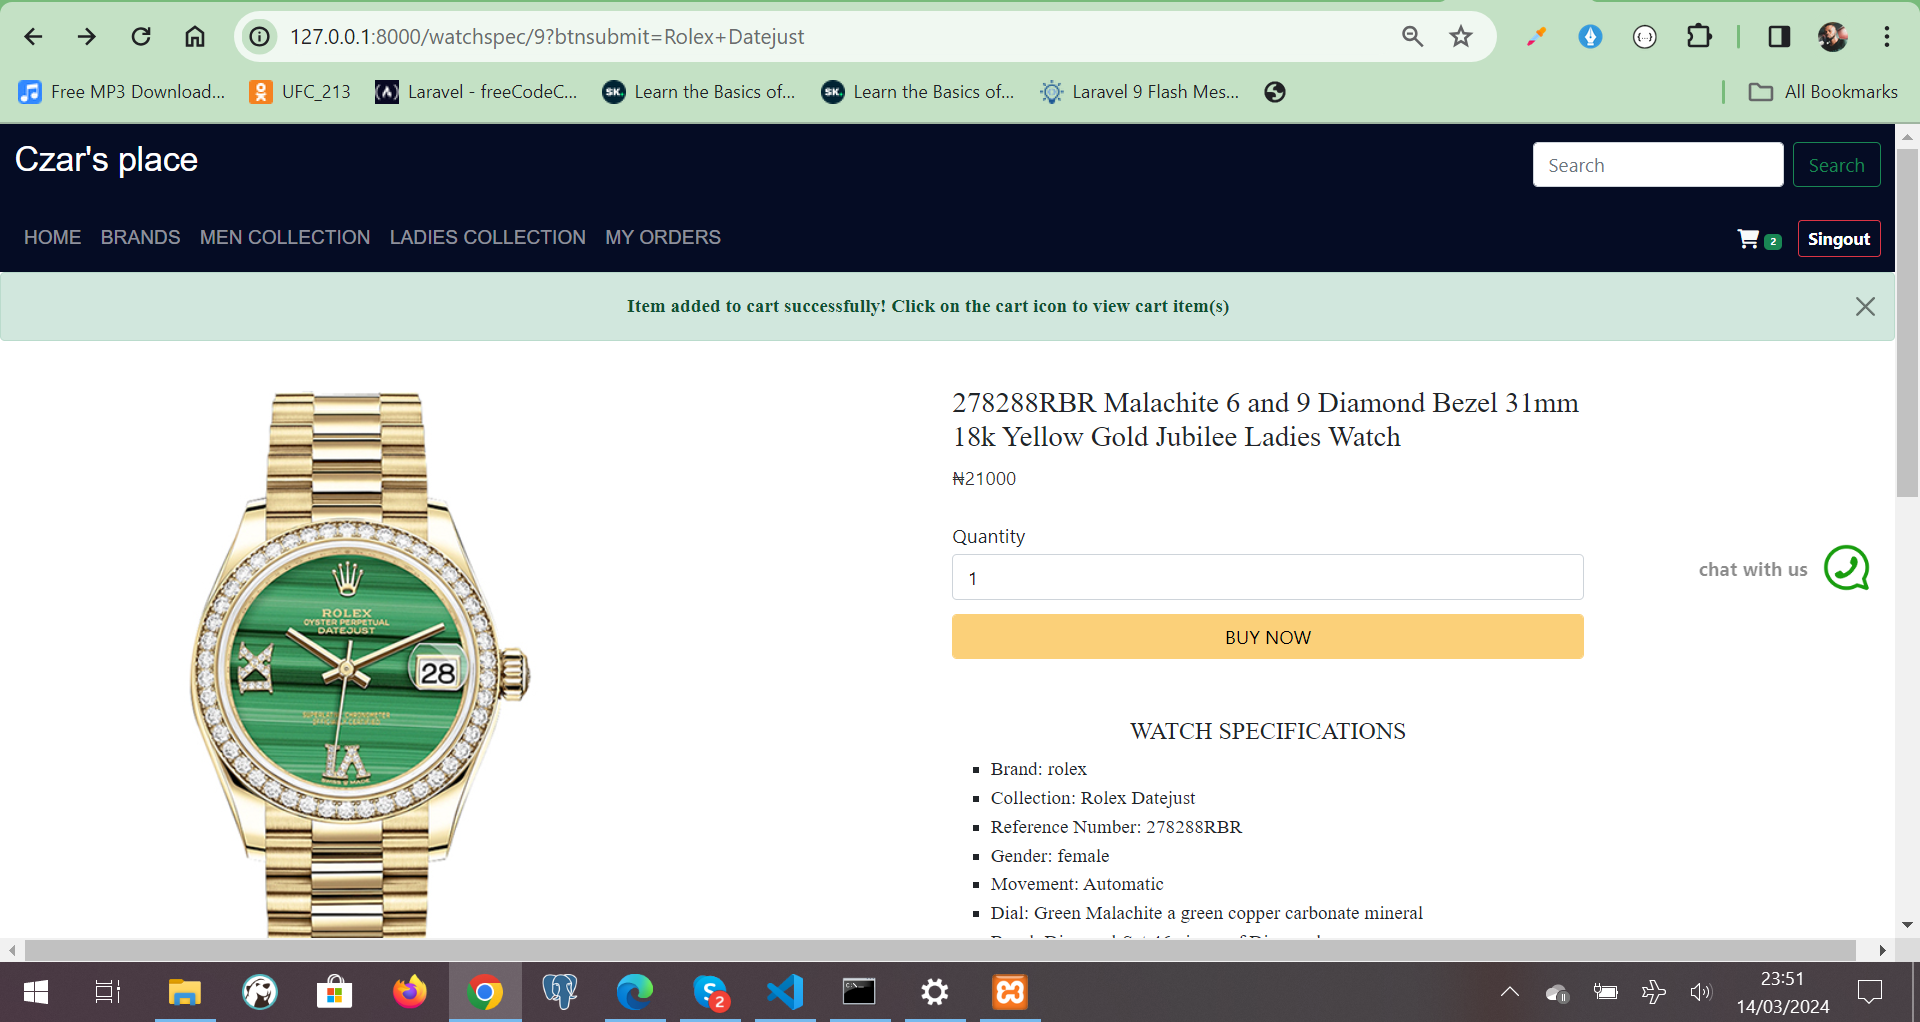 127.0.0.1:8000/watchspec/9?btnsubmit=Rolex+Datejust
Free MP3 Download...
UFC_213
Laravel - freeCodeC...
SK.
Learn the Basics of...
SK.
Learn the Basics of...
Laravel 9 Flash Mes...
All Bookmarks
Czar's place
Search
Search
HOME
BRANDS
MEN COLLECTION
LADIES COLLECTION
MY ORDERS
2
Singout
Item added to cart successfully! Click on the cart icon to view cart item(s)
278288RBR Malachite 6 and 9 Diamond Bezel 31mm
18k Yellow Gold Jubilee Ladies Watch
₦21000
Quantity
1
BUY NOW
chat with us
ROLEX
OYSTER PERPETUAL
DATEJUST
IX
28
VI
WATCH SPECIFICATIONS
Brand: rolex
Collection: Rolex Datejust
Reference Number: 278288RBR
Gender: female
Movement: Automatic
Dial: Green Malachite a green copper carbonate mineral
2
23:51
14/03/2024